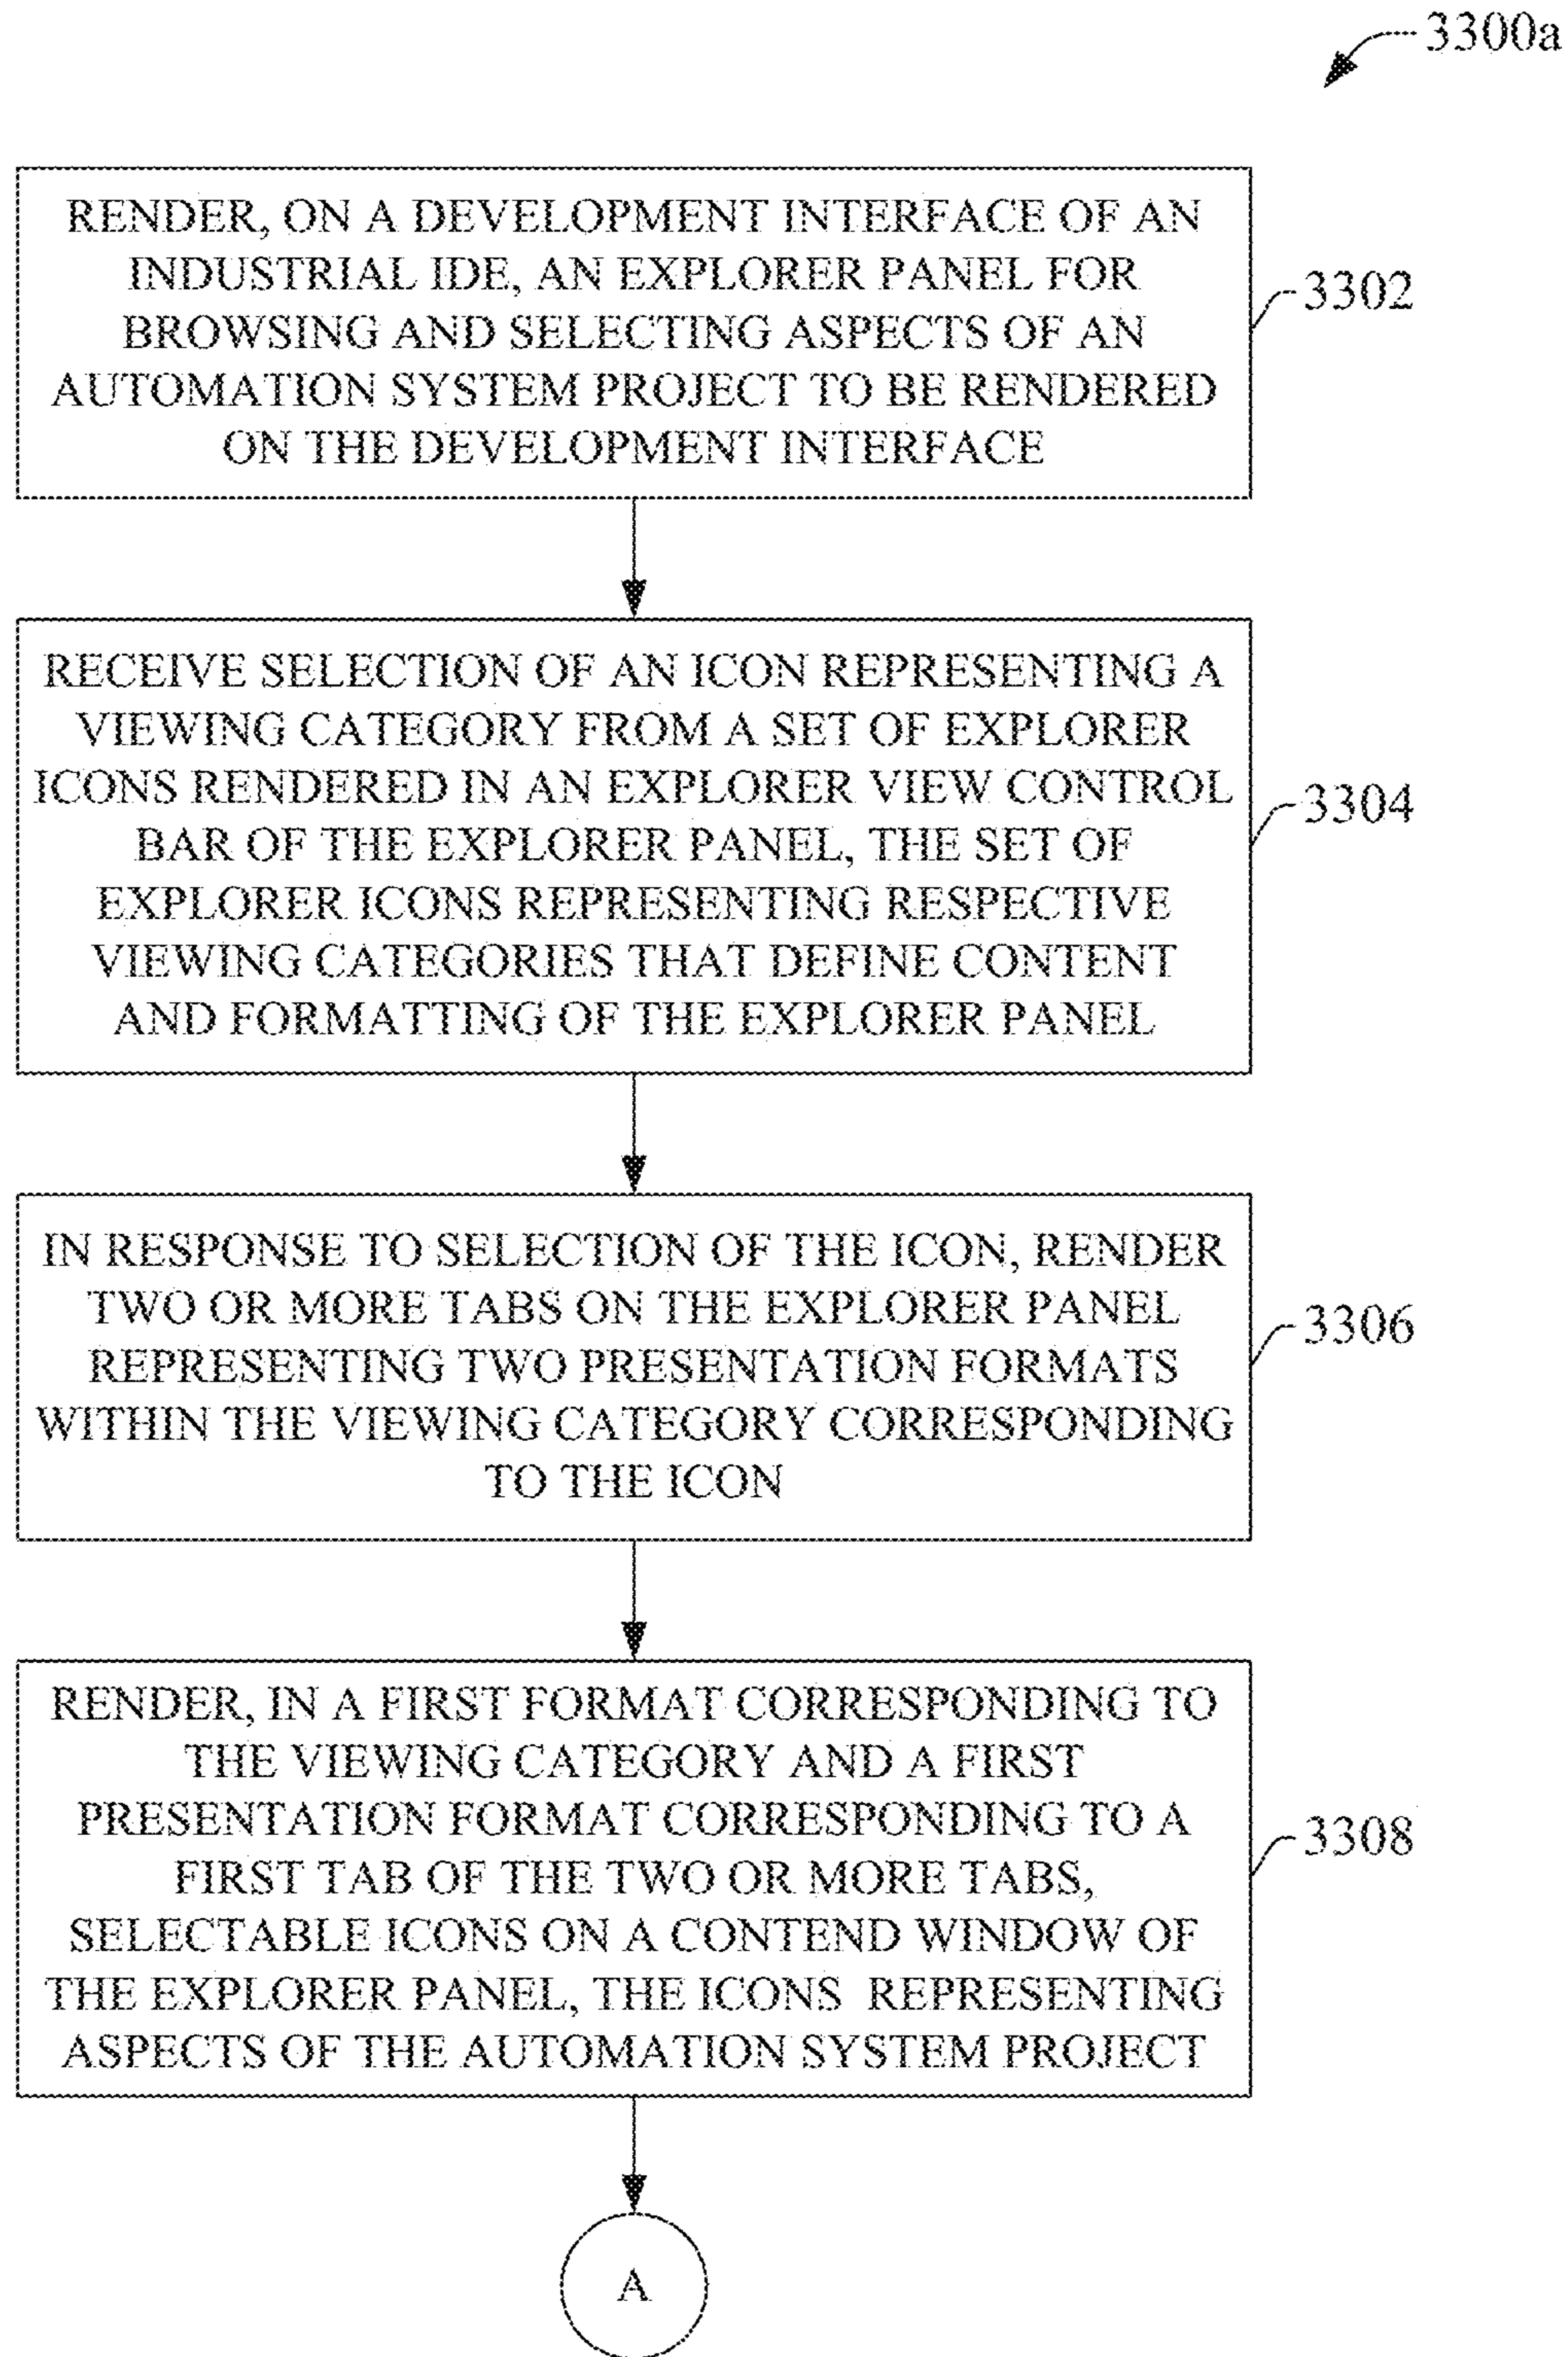 3300a
RENDER, ON A DEVELOPMENT INTERFACE OF AN
INDUSTRIAL IDE, AN EXPLORER PANEL FOR
BROWSING AND SELECTING ASPECTS OF AN
AUTOMATION SYSTEM PROJECT TO BE RENDERED
ON THE DEVELOPMENT INTERFACE
3302
RECEIVE SELECTION OF AN ICON REPRESENTING A
VIEWING CATEGORY FROM A SET OF EXPLORER
ICONS RENDERED IN AN EXPLORER VIEW CONTROL
BAR OF THE EXPLORER PANEL, THE SET OF
EXPLORER ICONS REPRESENTING RESPECTIVE
VIEWING CATEGORIES THAT DEFINE CONTENT
AND FORMATTING OF THE EXPLORER PANEL
3304
IN RESPONSE TO SELECTION OF THE ICON, RENDER
TWO OR MORE TABS ON THE EXPLORER PANEL
REPRESENTING TWO PRESENTATION FORMATS
WITHIN THE VIEWING CATEGORY CORRESPONDING
TO THE ICON
3306
RENDER, IN A FIRST FORMAT CORRESPONDING TO
THE VIEWING CATEGORY AND A FIRST
PRESENTATION FORMAT CORRESPONDING TO A
FIRST TAB OF THE TWO OR MORE TABS,
SELECTABLE ICONS ON A CONTEND WINDOW OF
THE EXPLORER PANEL, THE ICONS REPRESENTING
ASPECTS OF THE AUTOMATION SYSTEM PROJECT
3308
A